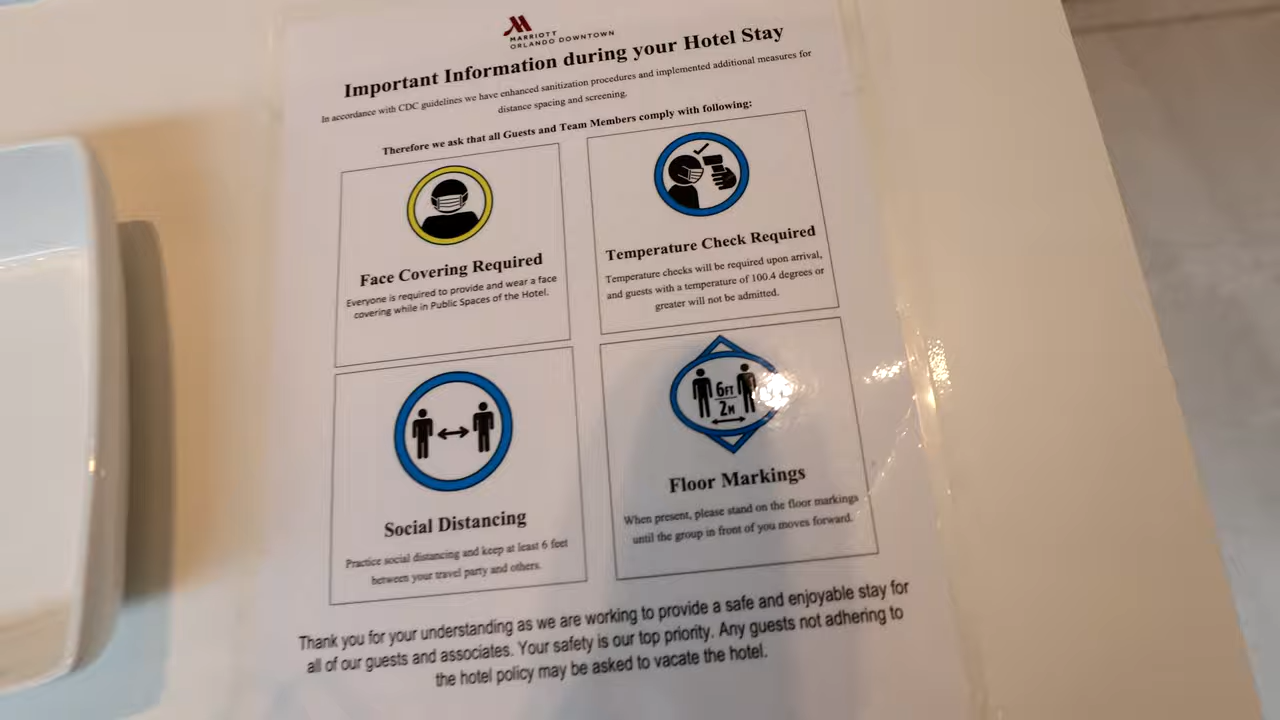 MARRIOTT
ORLANDO DOWNTOWN
Important Information during your Hotel Stay
In accordance with CDC guidelines we have enhanced sanitization procedures and implemented additional measures for
distance spacing and screening.
Therefore we ask that all Guests and Team Members comply with following:
Face Covering Required
Everyone is required to provide and wear a face
covering while in Public Spaces of the Hotel.
Temperature Check Required
Temperature checks will be required upon arrival,
and guests with a temperature of 100.4 degrees or
greater will not be admitted.
Social Distancing
Practice social distancing and keep at least 6 feet
between your travel party and others.
6FT
2M
Floor Markings
When present, please stand on the floor markings
until the group in front of you moves forward.
Thank you for your understanding as we are working to provide a safe and enjoyable stay for
all of our guests and associates. Your safety is our top priority. Any guests not adhering to
the hotel policy may be asked to vacate the hotel.